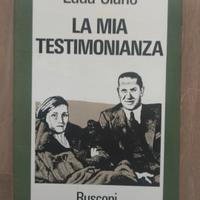 Edda Ciano
LA MIA
TESTIMONIANZA
Rusconi